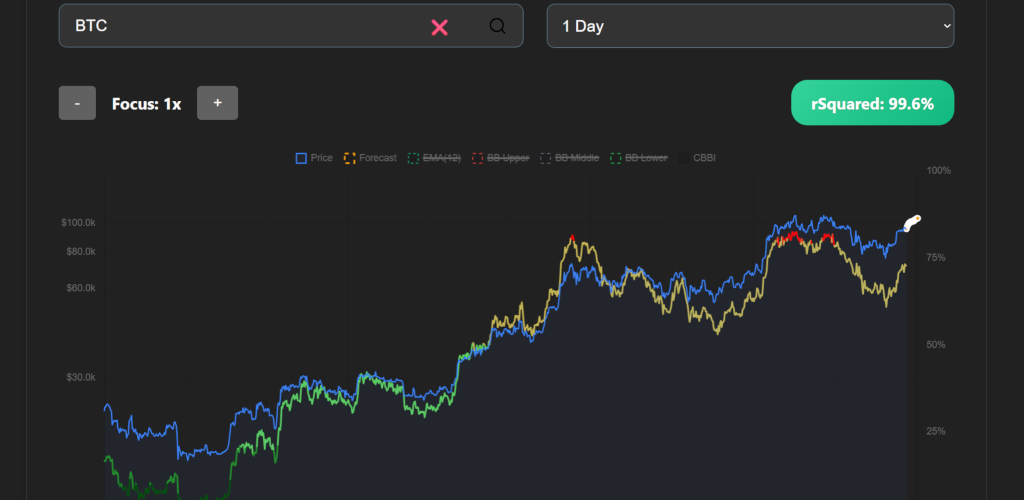 BTC
1 Day
- Focus: 1x +
rSquared: 99.6%
Price Forecast EMA(12) BB Upper BB Middle BB Lower CBBI
100%
$100.0k
$80.0k
75%
$60.0k
50%
$30.0k
25%